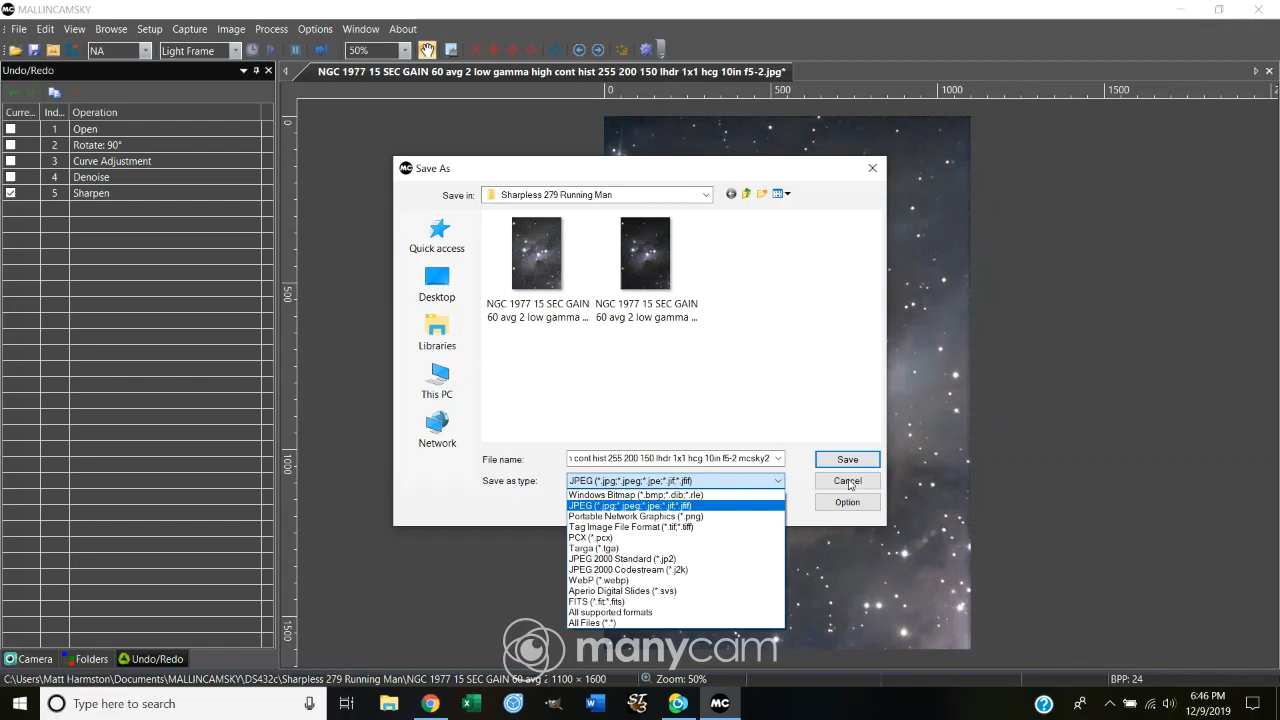 MALLINCAMSKY
File Edit View Browse Setup Capture Image Process Options Window About
NA Light Frame 50%
Undo/Redo
NGC 1977 15 SEC GAIN 60 avg 2 low gamma high cont hist 255 200 150 lhdr 1x1 hcg 10in f5-2.jpg*
0 500 1000 1500
Curre... Ind... Operation
1 Open
2 Rotate: 90°
3 Curve Adjustment
4 Denoise
5 Sharpen
0
500
1000
1500
Save As
Save in: Sharpless 279 Running Man
Quick access
Desktop
Libraries
This PC
Network
NGC 1977 15 SEC GAIN
60 avg 2 low gamma ...
NGC 1977 15 SEC GAIN
60 avg 2 low gamma ...
File name: cont hist 255 200 150 lhdr 1x1 hcg 10in f5-2 mcsky2 Save
Save as type: JPEG (*.jpg;*.jpeg;*.jpe;*.jif;*.jfif) Cancel
Option
Windows Bitmap (*.bmp;*.dib;*.rle)
JPEG (*.jpg;*.jpeg;*.jpe;*.jif;*.jfif)
Portable Network Graphics (*.png)
Tag Image File Format (*.tif;*.tiff)
PCX (*.pcx)
Targa (*.tga)
JPEG 2000 Standard (*.jp2)
JPEG 2000 Codestream (*.j2k)
WebP (*.webp)
Aperio Digital Slides (*.svs)
FITS (*.fit;*.fits)
All supported formats
All Files (*.*)
manycam
Camera Folders Undo/Redo
C:\Users\Matt Harmston\Documents\MALLINCAMSKY\DS432c\Sharpless 279 Running Man\NGC 1977 15 SEC GAIN 60 avg 2 1100 × 1600 Zoom: 50% BPP: 24
Type here to search
6:46 PM
12/9/2019